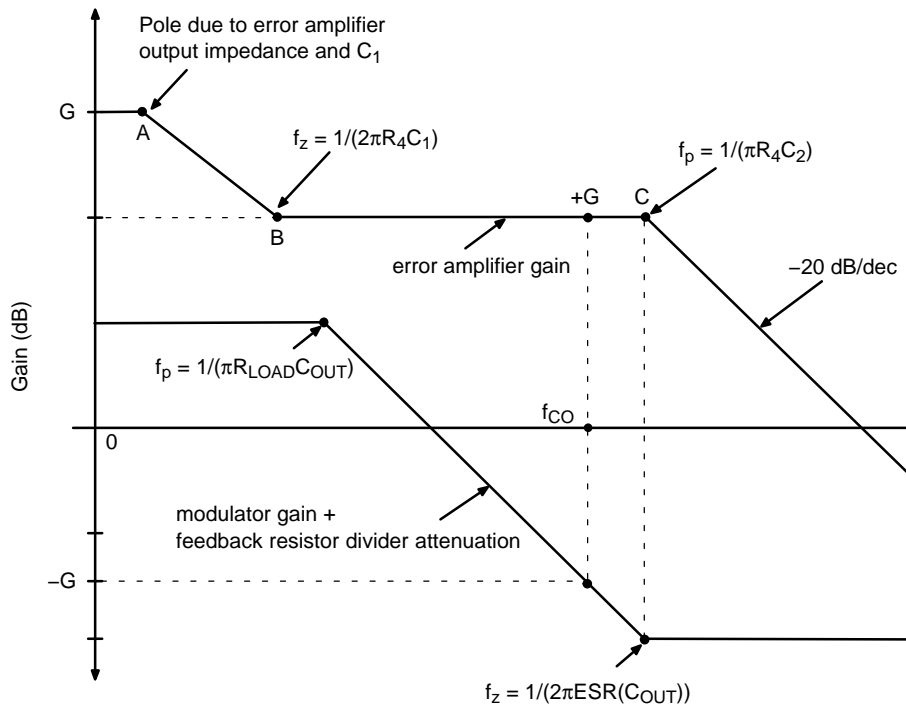 Pole due to error amplifier
output impedance and C1
G
A
fz = 1/(2πR4C1)
fp = 1/(πR4C2)
+G
C
B
error amplifier gain
–20 dB/dec
Gain (dB)
fp = 1/(πRLOADCOUT)
fCO
0
modulator gain +
feedback resistor divider attenuation
–G
fz = 1/(2πESR(COUT))